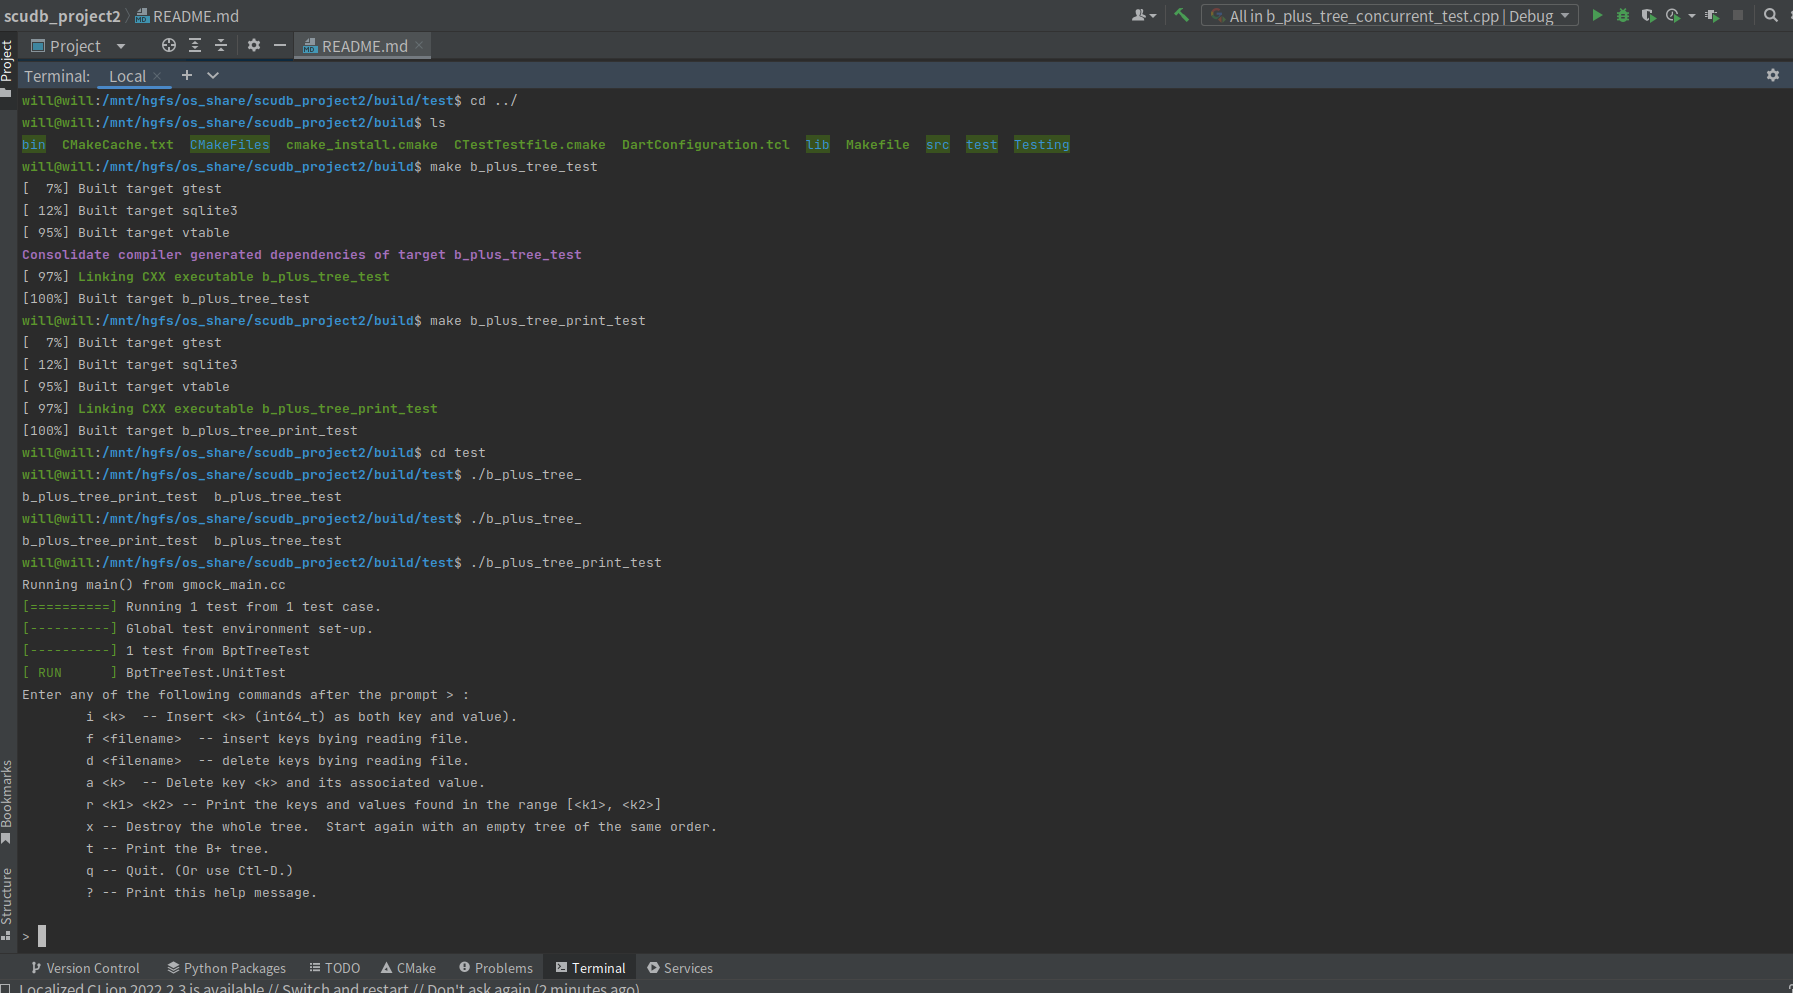 scudb_project2 README.md All in b_plus_tree_concurrent_test.cpp | Debug
Project README.md
Project
Terminal: Local
will@will:/mnt/hgfs/os_share/scudb_project2/build/test$ cd ../
will@will:/mnt/hgfs/os_share/scudb_project2/build$ ls
bin  CMakeCache.txt  CMakeFiles  cmake_install.cmake  CTestTestfile.cmake  DartConfiguration.tcl  lib  Makefile  src  test  Testing
will@will:/mnt/hgfs/os_share/scudb_project2/build$ make b_plus_tree_test
[  7%] Built target gtest
[ 12%] Built target sqlite3
[ 95%] Built target vtable
Consolidate compiler generated dependencies of target b_plus_tree_test
[ 97%] Linking CXX executable b_plus_tree_test
[100%] Built target b_plus_tree_test
will@will:/mnt/hgfs/os_share/scudb_project2/build$ make b_plus_tree_print_test
[  7%] Built target gtest
[ 12%] Built target sqlite3
[ 95%] Built target vtable
[ 97%] Linking CXX executable b_plus_tree_print_test
[100%] Built target b_plus_tree_print_test
will@will:/mnt/hgfs/os_share/scudb_project2/build$ cd test
will@will:/mnt/hgfs/os_share/scudb_project2/build/test$ ./b_plus_tree_
b_plus_tree_print_test  b_plus_tree_test
will@will:/mnt/hgfs/os_share/scudb_project2/build/test$ ./b_plus_tree_
b_plus_tree_print_test  b_plus_tree_test
will@will:/mnt/hgfs/os_share/scudb_project2/build/test$ ./b_plus_tree_print_test
Running main() from gmock_main.cc
[==========] Running 1 test from 1 test case.
[----------] Global test environment set-up.
[----------] 1 test from BptTreeTest
[ RUN      ] BptTreeTest.UnitTest
Enter any of the following commands after the prompt > :
i <k>  -- Insert <k> (int64_t) as both key and value).
f <filename>  -- insert keys bying reading file.
d <filename>  -- delete keys bying reading file.
a <k>  -- Delete key <k> and its associated value.
r <k1> <k2> -- Print the keys and values found in the range [<k1>, <k2>]
x -- Destroy the whole tree.  Start again with an empty tree of the same order.
t -- Print the B+ tree.
q -- Quit. (Or use Ctl-D.)
? -- Print this help message.
>
Bookmarks
Structure
Version Control Python Packages TODO CMake Problems Terminal Services
Localized CLion 2022.2.3 is available // Switch and restart // Don't ask again (2 minutes ago)